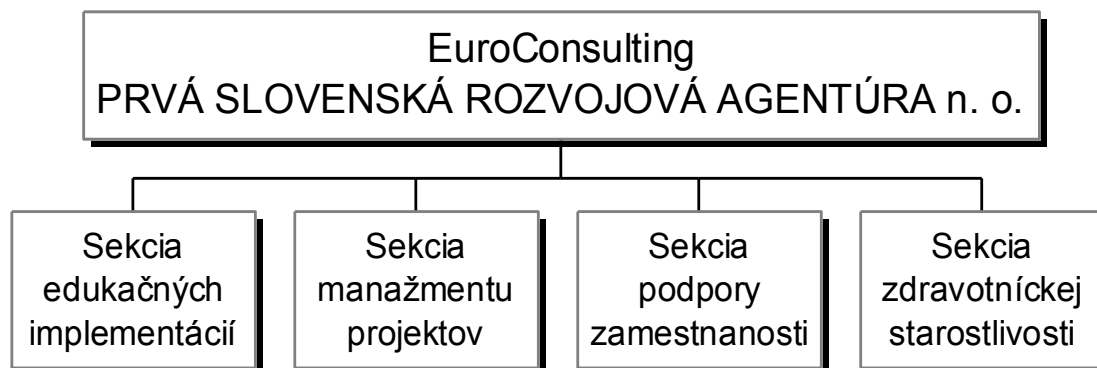 EuroConsulting
PRVÁ SLOVENSKÁ ROZVOJOVÁ AGENTÚRA n. o.
Sekcia
edukačných
implementácií
Sekcia
manažmentu
projektov
Sekcia
podpory
zamestnanosti
Sekcia
zdravotníckej
starostlivosti